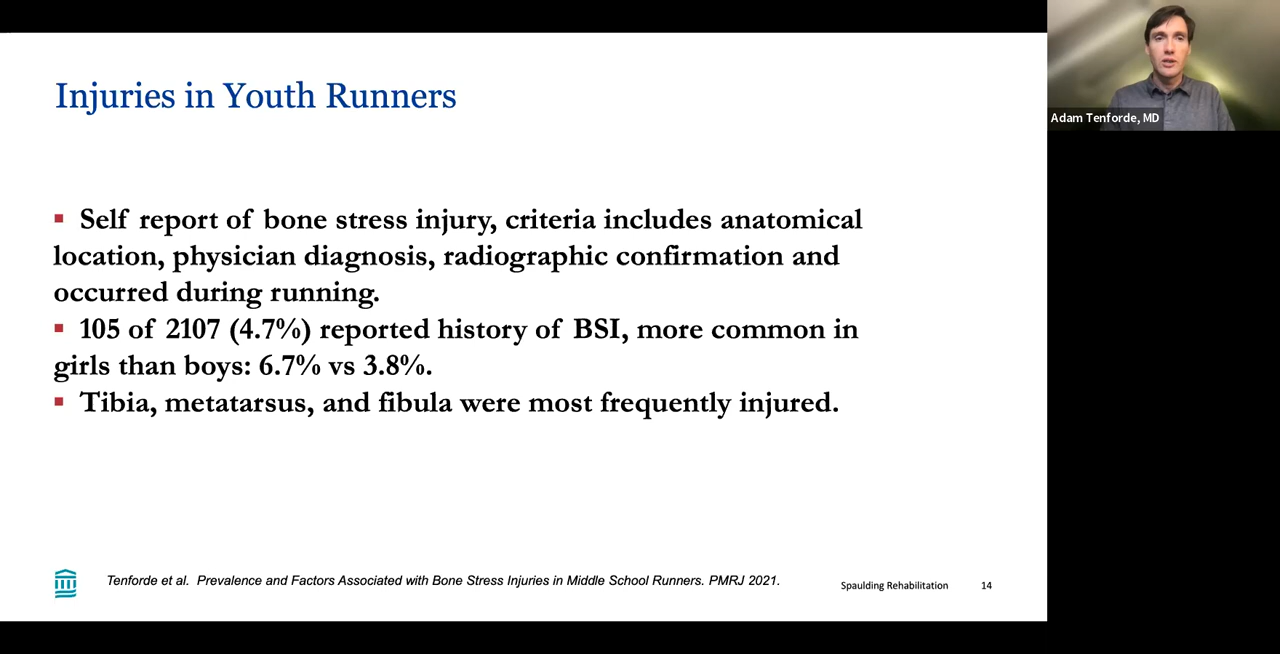 Injuries in Youth Runners
Adam Tenforde, MD
▪ Self report of bone stress injury, criteria includes anatomical
location, physician diagnosis, radiographic confirmation and
occurred during running.
▪ 105 of 2107 (4.7%) reported history of BSI, more common in
girls than boys: 6.7% vs 3.8%.
▪ Tibia, metatarsus, and fibula were most frequently injured.
Tenforde et al. Prevalence and Factors Associated with Bone Stress Injuries in Middle School Runners. PMRJ 2021.
Spaulding Rehabilitation 14